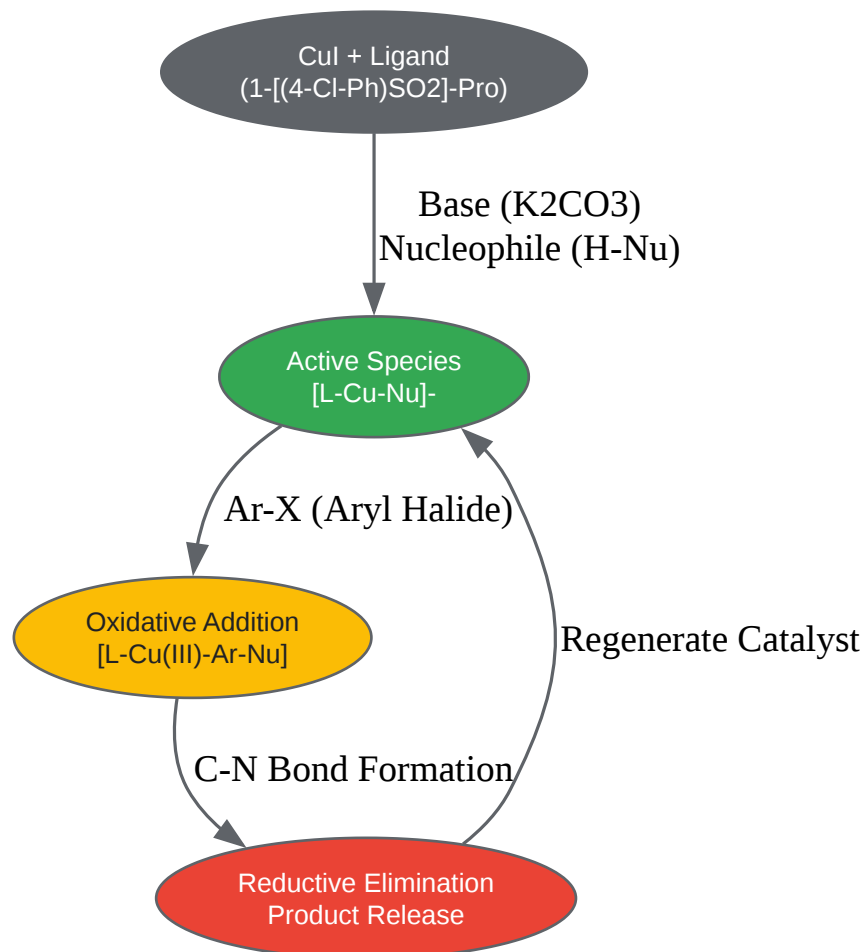 CuI + Ligand
(1-[(4-Cl-Ph)SO2]-Pro)
Base (K2CO3)
Nucleophile (H-Nu)
Active Species
[L-Cu-Nu]-
Ar-X (Aryl Halide)
Oxidative Addition
[L-Cu(III)-Ar-Nu]
Regenerate Catalyst
C-N Bond Formation
Reductive Elimination
Product Release